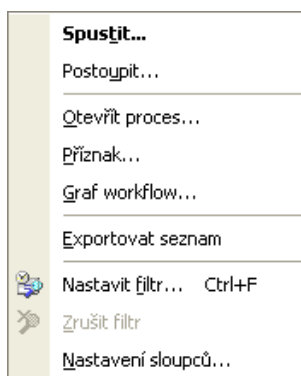 Spustit...
Postoupit...
Otevřít proces...
Příznak...
Graf workflow...
Exportovat seznam
Nastavit filtr... Ctrl+F
Zrušit filtr
Nastavení sloupců...